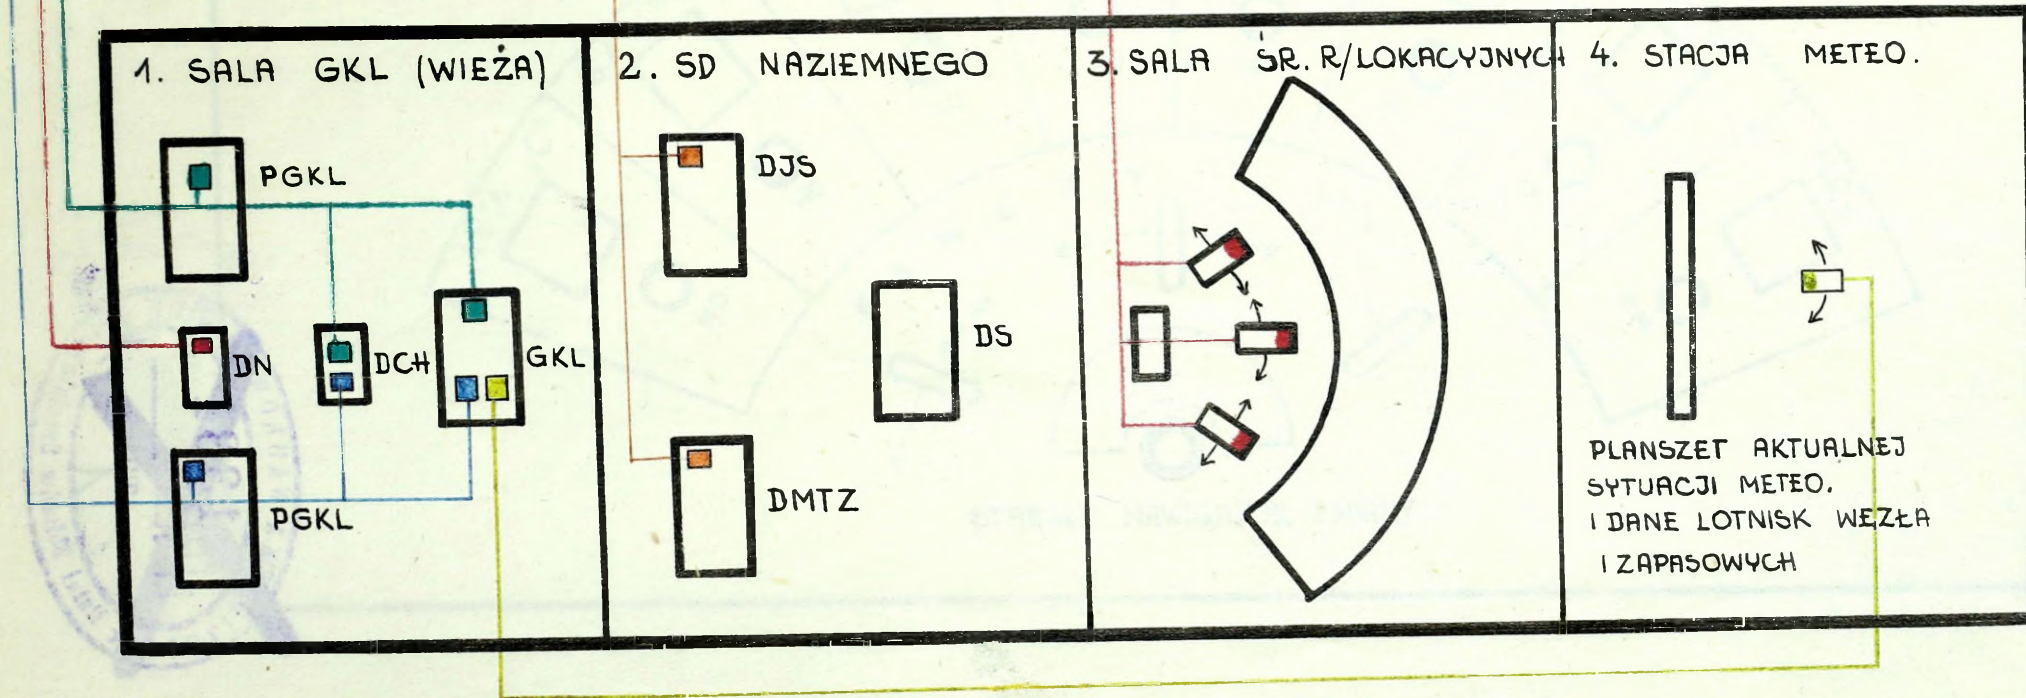 1. SALA GKL (WIEŻA)
PGKL
DN
DCH
GKL
PGKL
2. SD NAZIEMNEGO
DJS
DS
DMTZ
3. SALA ŚR. R/LOKACYJNYCH
4. STACJA METEO.
PLANSZET AKTUALNEJ
SYTUACJI METEO.
I DANE LOTNISK WĘZŁA
I ZAPASOWYCH